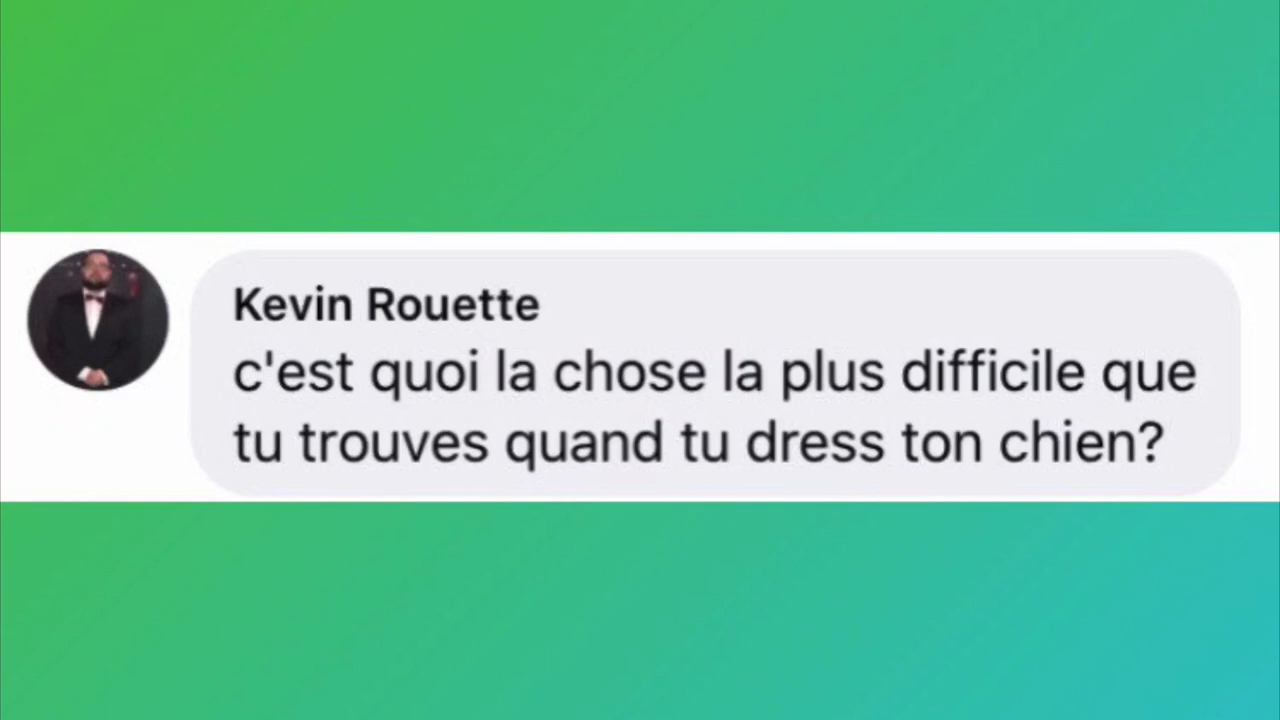 Kevin Rouette
c'est quoi la chose la plus difficile que
tu trouves quand tu dress ton chien?